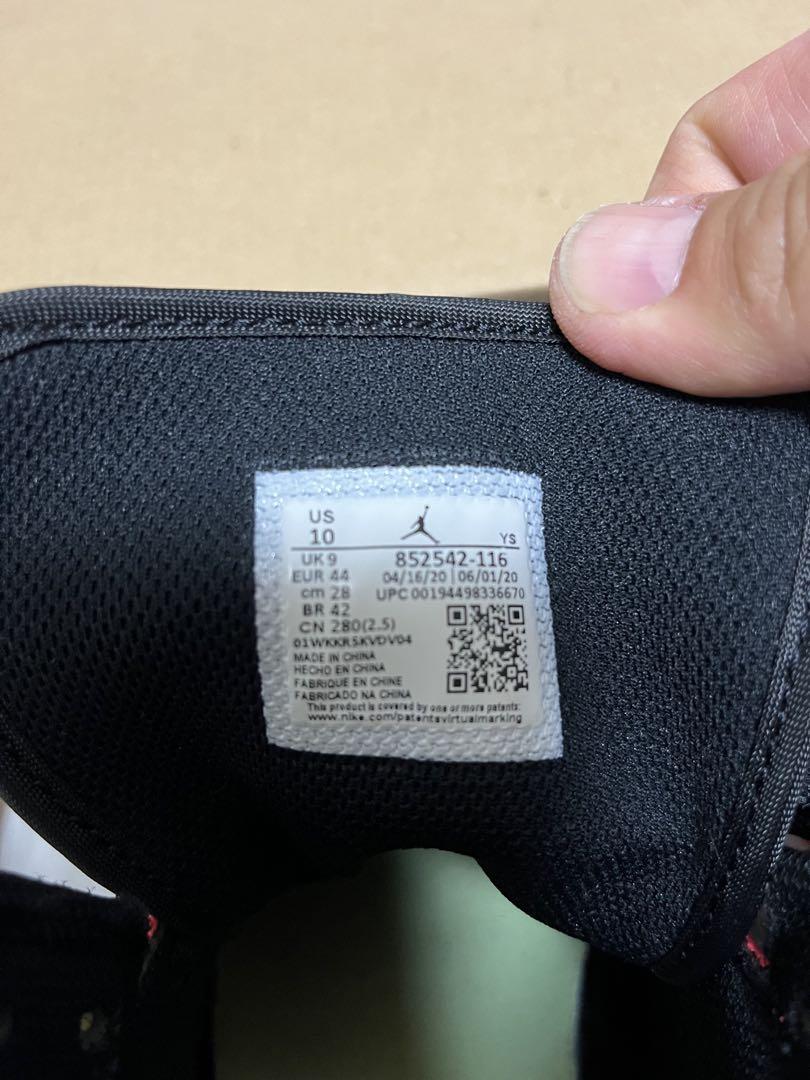 US
10
YS
UK 9 852542-116
EUR 44 04/16/20 06/01/20
cm 28 UPC 00194498336670
BR 42
CN 280(2.5)
01WKKR5KVDV04
MADE IN CHINA
HECHO EN CHINA
FABRIQUE EN CHINE
FABRICADO NA CHINA
This product is covered by one or more patents:
www.nike.com/patentsvirtualmarking